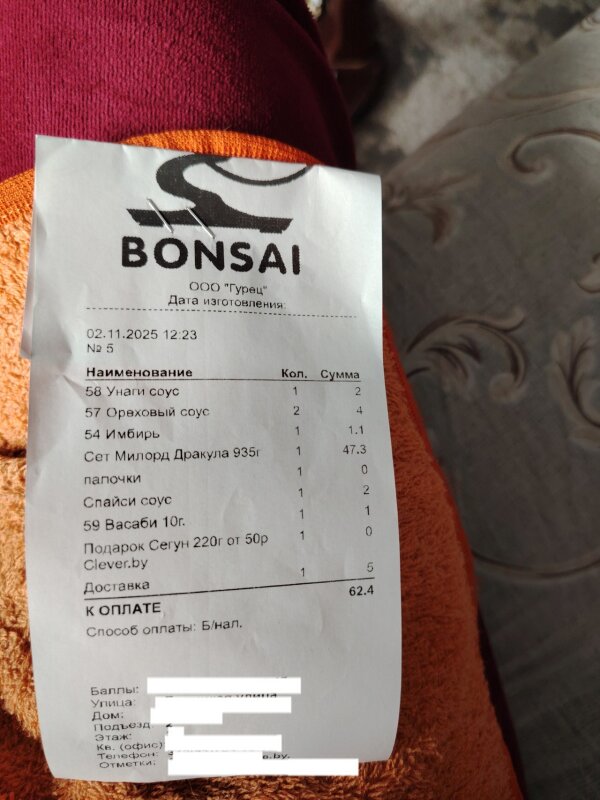 BONSAI
ООО "Гурец"
Дата изготовления:
02.11.2025 12:23
№ 5
Наименование Кол. Сумма
58 Унаги соус 1 2
57 Ореховый соус 2 4
54 Имбирь 1 1.1
Сет Милорд Дракула 935г 1 47.3
палочки 1 0
Спайси соус 1 2
59 Васаби 10г. 1 1
Подарок Сегун 220г от 50р 1 0
Clever.by
Доставка 1 5
К ОПЛАТЕ 62.4
Способ оплаты: Б/нал.
Баллы:
Улица:
Дом:
Подъезд:
Этаж:
Кв. (офис)
Телефон:
Отметки: